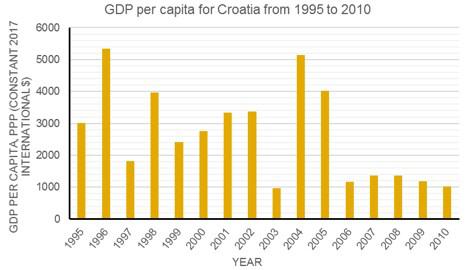 GDP per capita for Croatia from 1995 to 2010
GDP PER CAPITA, PPP (CONSTANT 2017
INTERNATIONAL $)
6000
5000
4000
3000
2000
1000
0
1995 1996 1997 1998 1999 2000 2001 2002 2003 2004 2005 2006 2007 2008 2009 2010
YEAR